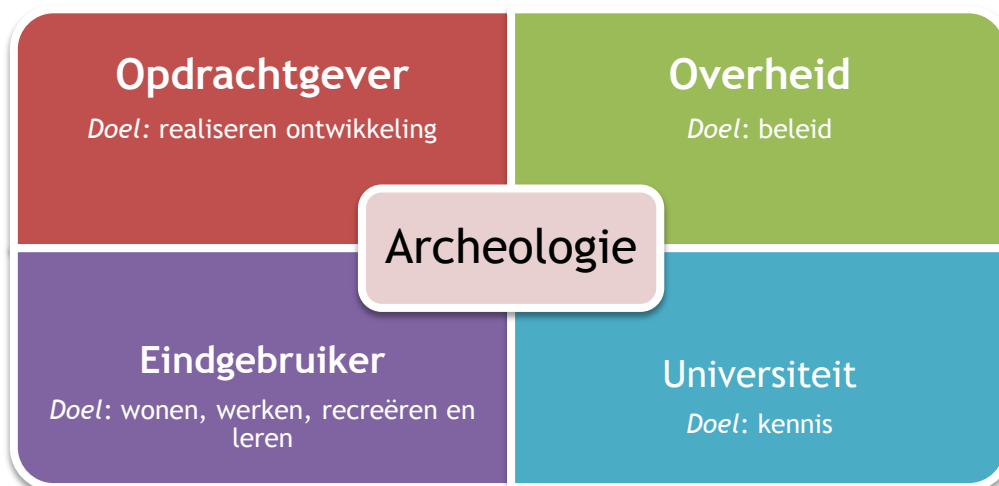 Opdrachtgever
Doel: realiseren ontwikkeling
Overheid
Doel: beleid
Archeologie
Eindgebruiker
Doel: wonen, werken, recreëren en
leren
Universiteit
Doel: kennis